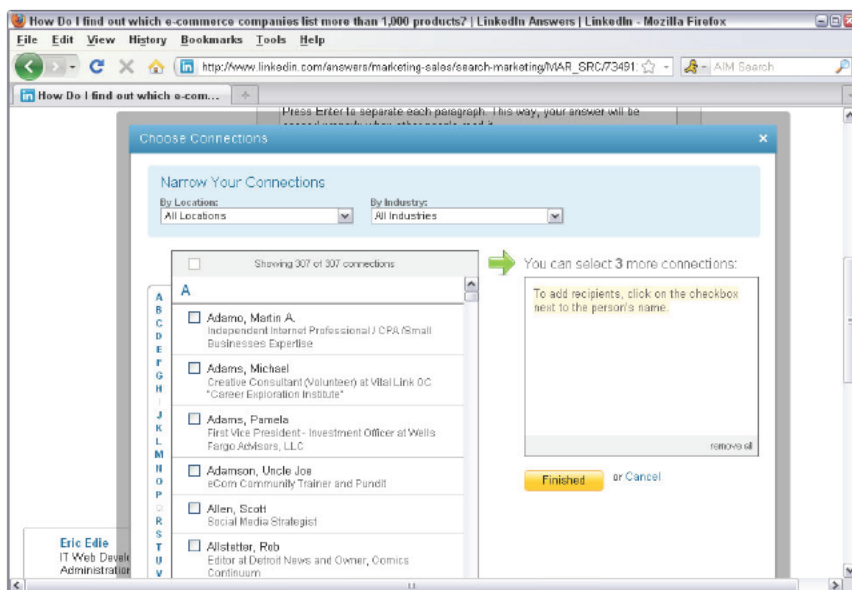 How Do I find out which e-commerce companies list more than 1,000 products? | LinkedIn Answers | LinkedIn - Mozilla Firefox
File Edit View History Bookmarks Tools Help
http://www.linkedin.com/answers/marketing-sales/search-marketing/MAR_SRC/73491
AIM Search
in How Do I find out which e-com...
Press Enter to separate each paragraph. This way, your answer will be
Choose Connections
Narrow Your Connections
By Location:
By Industry:
All Locations
All Industries
Showing 307 of 307 connections
You can select 3 more connections:
To add recipients, click on the checkbox
next to the person's name.
remove all
Finished or Cancel
A
B
C
D
E
F
G
H
I
J
K
L
M
N
O
P
Q
R
S
T
U
V
A
Adamo, Martin A.
Independent Internet Professional / CPA /Small
Businesses Expertise
Adams, Michael
Creative Consultant (Volunteer) at Vital Link OC
"Career Exploration Institute"
Adams, Pamela
First Vice President - Investment Officer at Wells
Fargo Advisors, LLC
Adamson, Uncle Joe
eCom Community Trainer and Pundit
Allen, Scott
Social Media Strategist
Allstetter, Rob
Editor at Detroit News and Owner, Comics
Continuum
Eric Edie
IT Web Devel
Administration